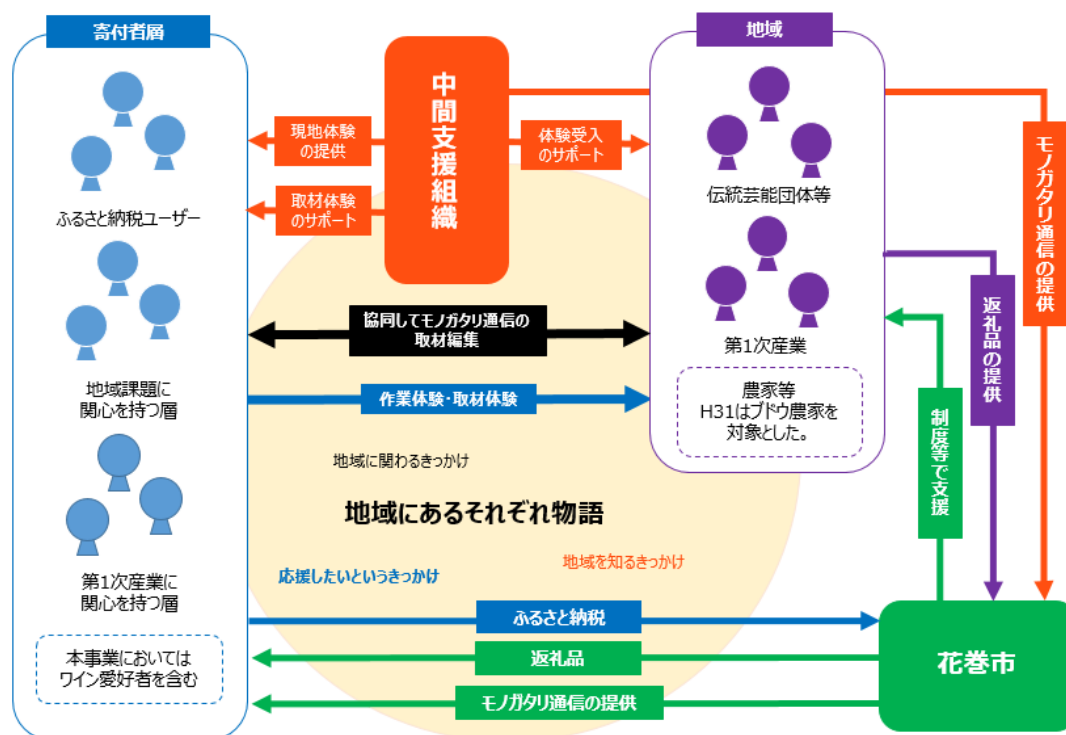 寄付者層
ふるさと納税ユーザー
地域課題に
関心を持つ層
第1次産業に
関心を持つ層
本事業においては
ワイン愛好者を含む
中間支援組織
現地体験
の提供
取材体験
のサポート
体験受入
のサポート
協同してモノガタリ通信の
取材編集
作業体験・取材体験
地域に関わるきっかけ
地域にあるそれぞれ物語
地域を知るきっかけ
応援したいというきっかけ
ふるさと納税
返礼品
モノガタリ通信の提供
地域
伝統芸能団体等
第1次産業
農家等
H31はブドウ農家を
対象とした。
モノガタリ通信の提供
返礼品の提供
制度等で支援
花巻市